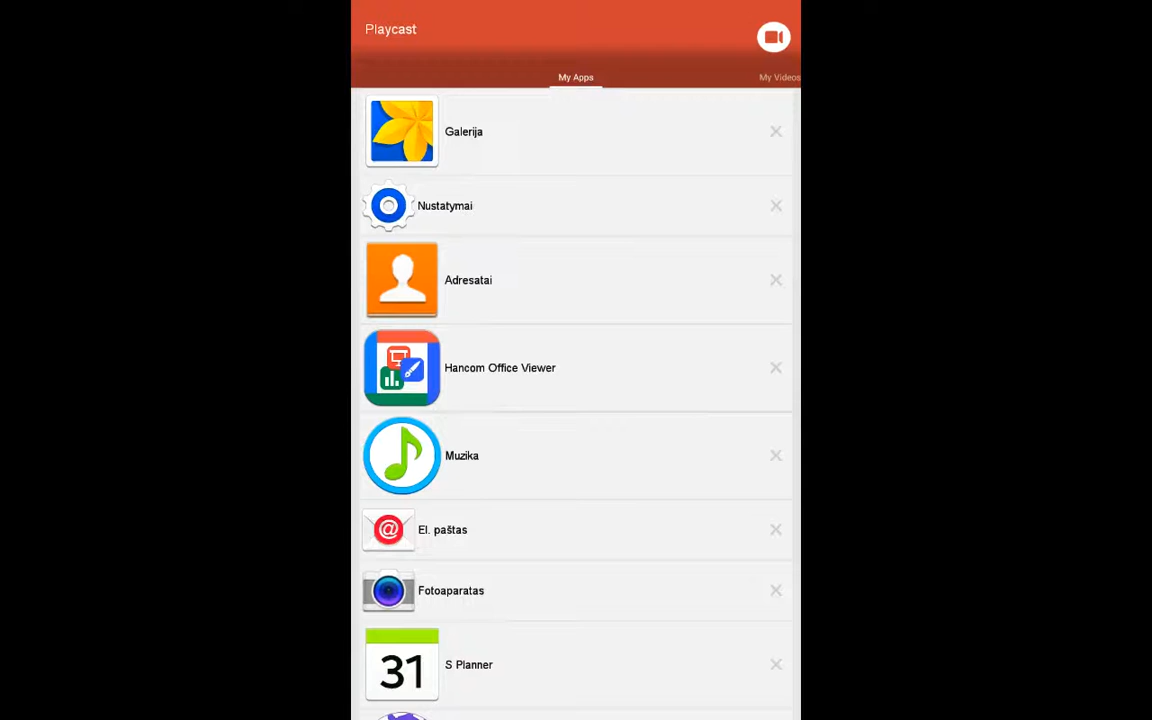 Playcast
My Apps
My Videos
Galerija
Nustatymai
Adresatai
Hancom Office Viewer
Muzika
@
El. paštas
Fotoaparatas
31
S Planner